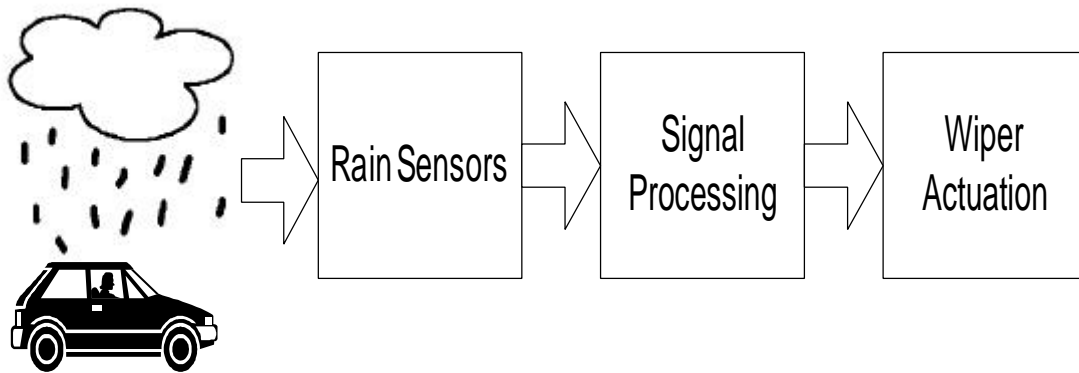 Rain Sensors
Signal
Processing
Wiper
Actuation